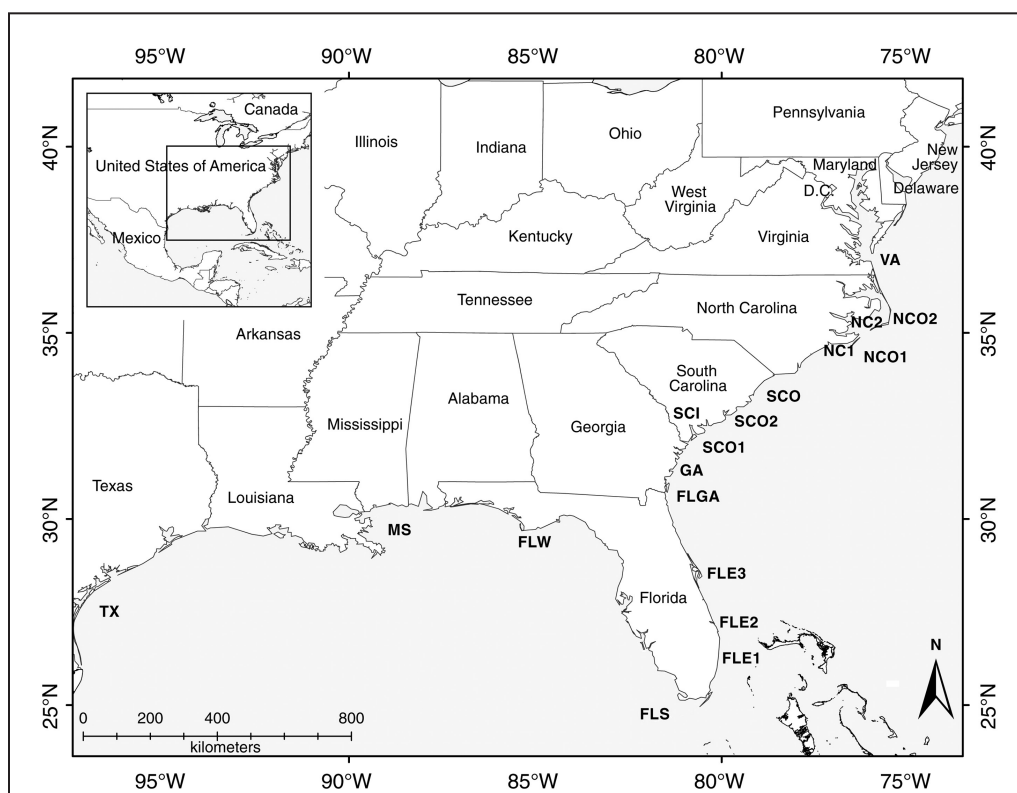 95°W
90°W
85°W
80°W
75°W
Canada
United States of America
Mexico
40°N
40°N
Illinois
Indiana
Ohio
Pennsylvania
New
Jersey
Maryland
D.C.
Delaware
West
Virginia
Kentucky
Virginia
VA
Tennessee
North Carolina
NC2
NCO2
35°N
35°N
Arkansas
NC1
NCO1
South
Carolina
SCO
Alabama
SCI
SCO2
Mississippi
Georgia
SCO1
GA
Texas
Louisiana
FLGA
30°N
30°N
MS
FLW
FLE3
Florida
TX
FLE2
FLE1
N
25°N
25°N
FLS
0
200
400
800
kilometers
95°W
90°W
85°W
80°W
75°W